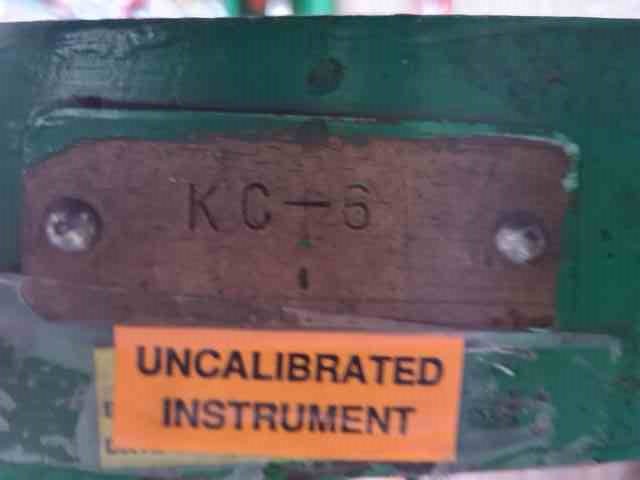 KC-6
UNCALIBRATED
INSTRUMENT